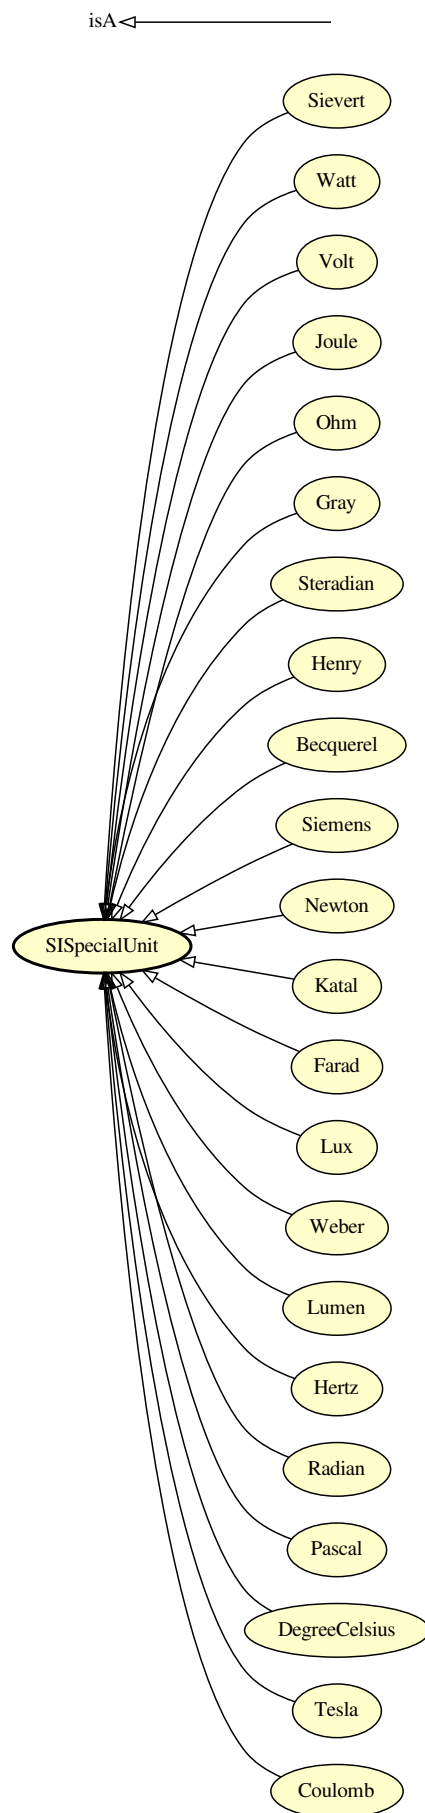 isA
Sievert
Watt
Volt
Joule
Ohm
Gray
Steradian
Henry
Becquerel
Siemens
Newton
SISpecialUnit
Katal
Farad
Lux
Weber
Lumen
Hertz
Radian
Pascal
DegreeCelsius
Tesla
Coulomb